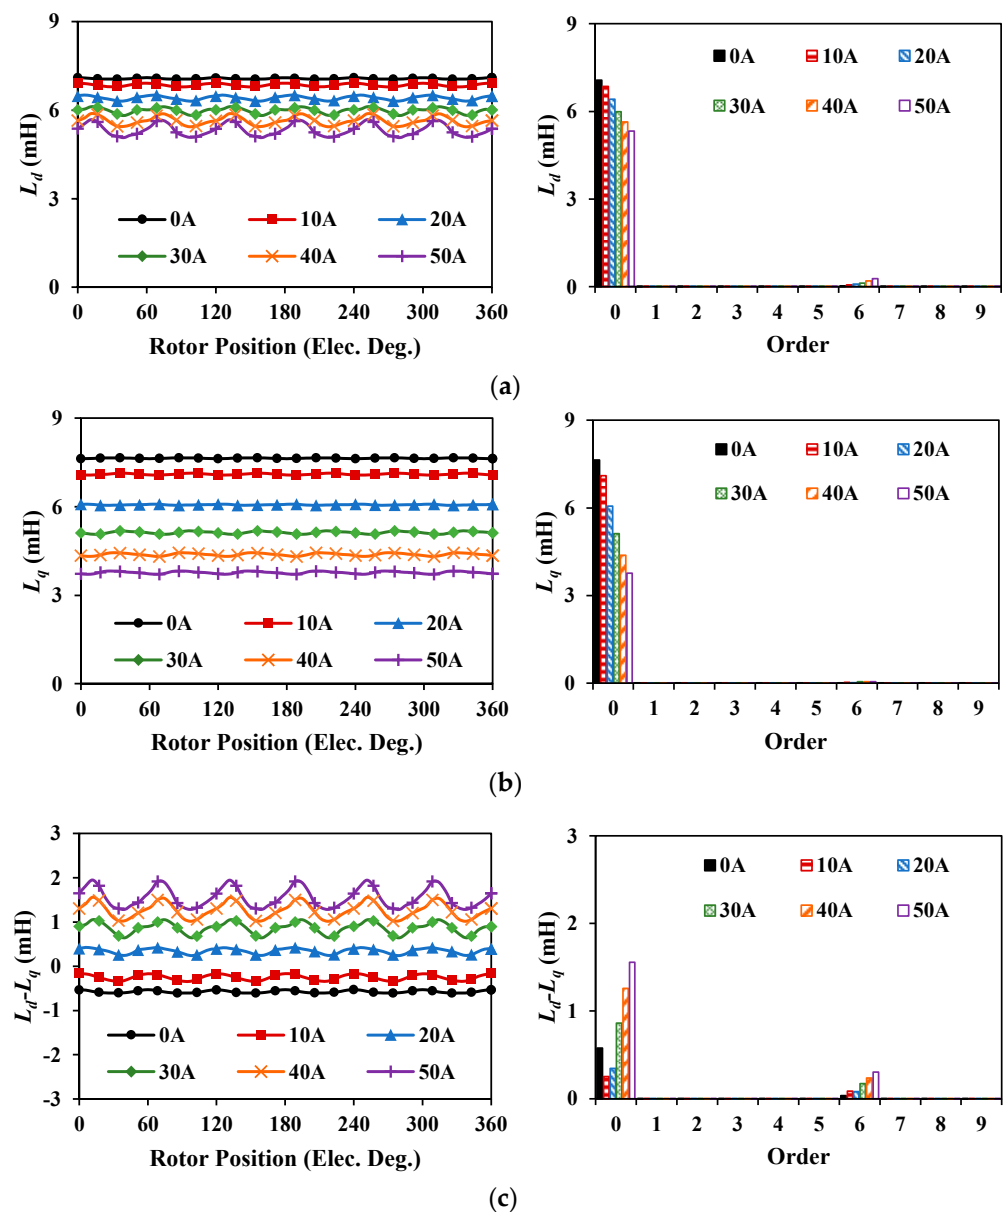 9
6
3
0
L_d (mH)
0A 10A 20A
30A 40A 50A
0 60 120 180 240 300 360
Rotor Position (Elec. Deg.)
9
6
3
0
L_d (mH)
0A 10A 20A
30A 40A 50A
0 1 2 3 4 5 6 7 8 9
Order
(a)
9
6
3
0
L_q (mH)
0A 10A 20A
30A 40A 50A
0 60 120 180 240 300 360
Rotor Position (Elec. Deg.)
9
6
3
0
L_q (mH)
0A 10A 20A
30A 40A 50A
0 1 2 3 4 5 6 7 8 9
Order
(b)
3
2
1
0
-1
-2
-3
L_d-L_q (mH)
0A 10A 20A
30A 40A 50A
0 60 120 180 240 300 360
Rotor Position (Elec. Deg.)
3
2
1
0
L_d-L_q (mH)
0A 10A 20A
30A 40A 50A
0 1 2 3 4 5 6 7 8 9
Order
(c)